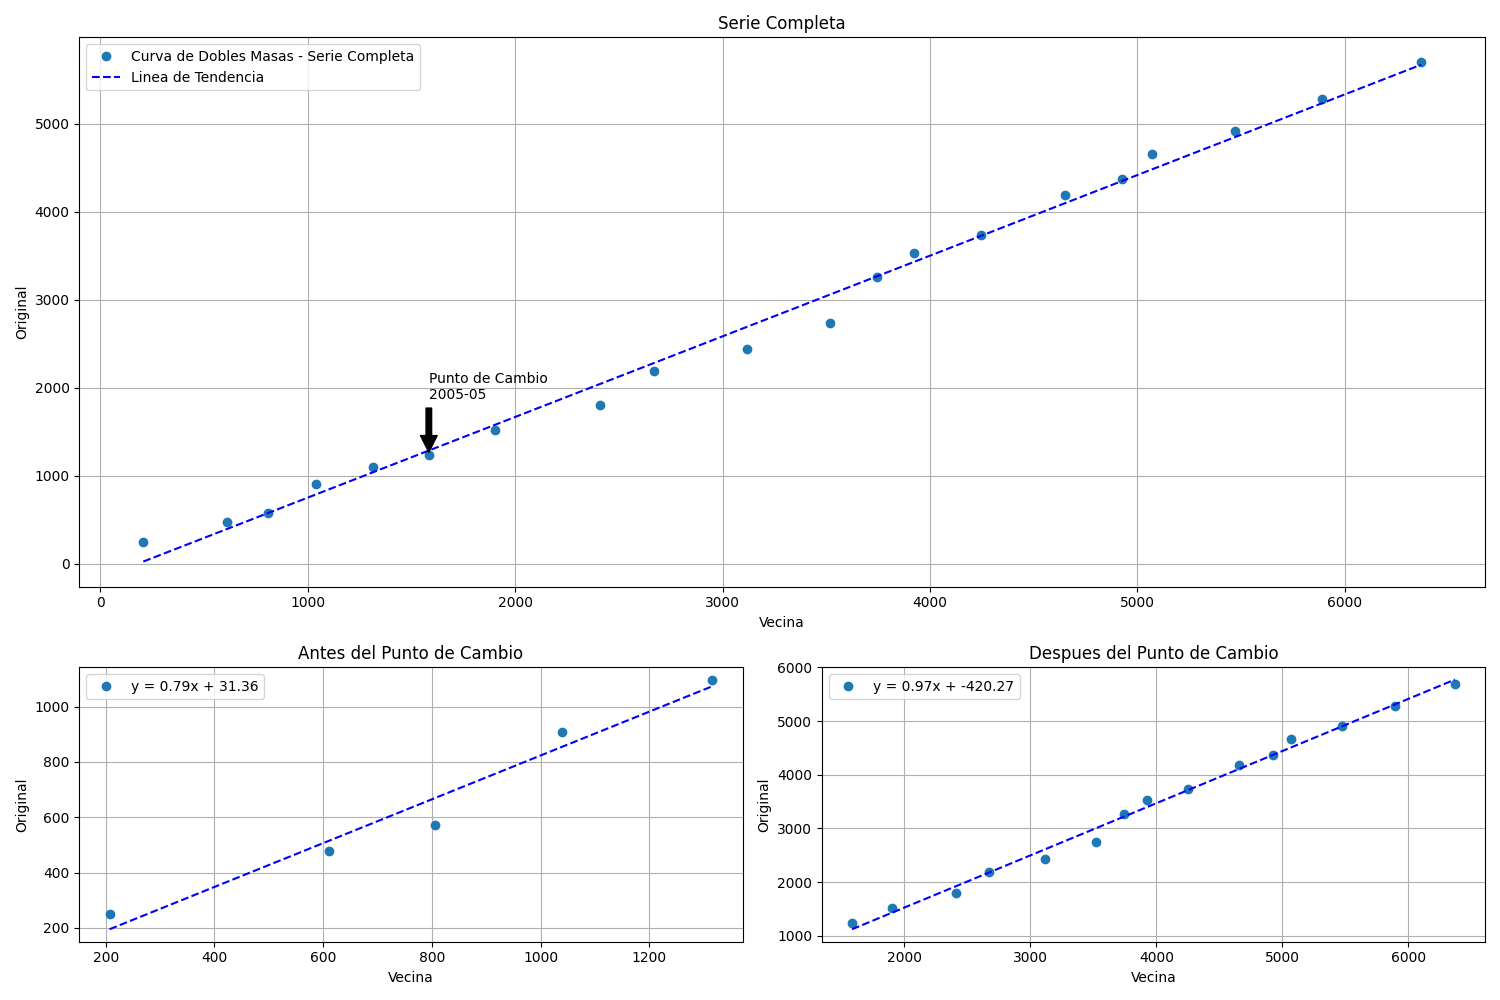 Serie Completa
Curva de Dobles Masas - Serie Completa
Linea de Tendencia
Original
5000
4000
3000
2000
1000
0
Punto de Cambio
2005-05
0 1000 2000 3000 4000 5000 6000
Vecina
Antes del Punto de Cambio
y = 0.79x + 31.36
Original
1000
800
600
400
200
200 400 600 800 1000 1200
Vecina
Despues del Punto de Cambio
y = 0.97x + -420.27
Original
6000
5000
4000
3000
2000
1000
2000 3000 4000 5000 6000
Vecina